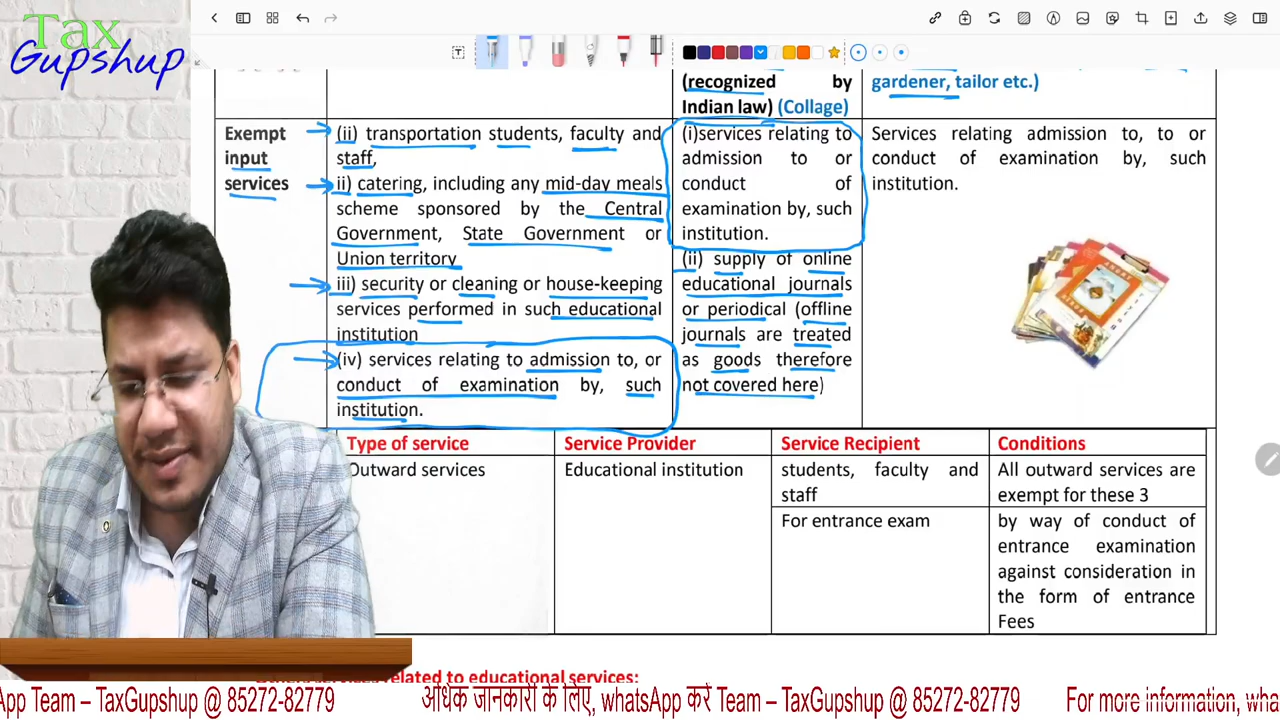 Tax
Gupshup
(recognized by
Indian law) (Collage)
gardener, tailor etc.)
Exempt
input
services
(ii) transportation students, faculty and
staff,
ii) catering, including any mid-day meals
scheme sponsored by the Central
Government, State Government or
Union territory
iii) security or cleaning or house-keeping
services performed in such educational
institution
(iv) services relating to admission to, or
conduct of examination by, such
institution.
(i)services relating to
admission to or
conduct of
examination by, such
institution.
(ii) supply of online
educational journals
or periodical (offline
journals are treated
as goods therefore
not covered here)
Services relating admission to, to or
conduct of examination by, such
institution.
Type of service
Service Provider
Service Recipient
Conditions
Outward services
Educational institution
students, faculty and
staff
All outward services are
exempt for these 3
For entrance exam
by way of conduct of
entrance examination
against consideration in
the form of entrance
Fees
related to educational services:
App Team – TaxGupshup @ 85272-82779 अधिक जानकारी के लिए, whatsApp करें Team – TaxGupshup @ 85272-82779 For more information, wha